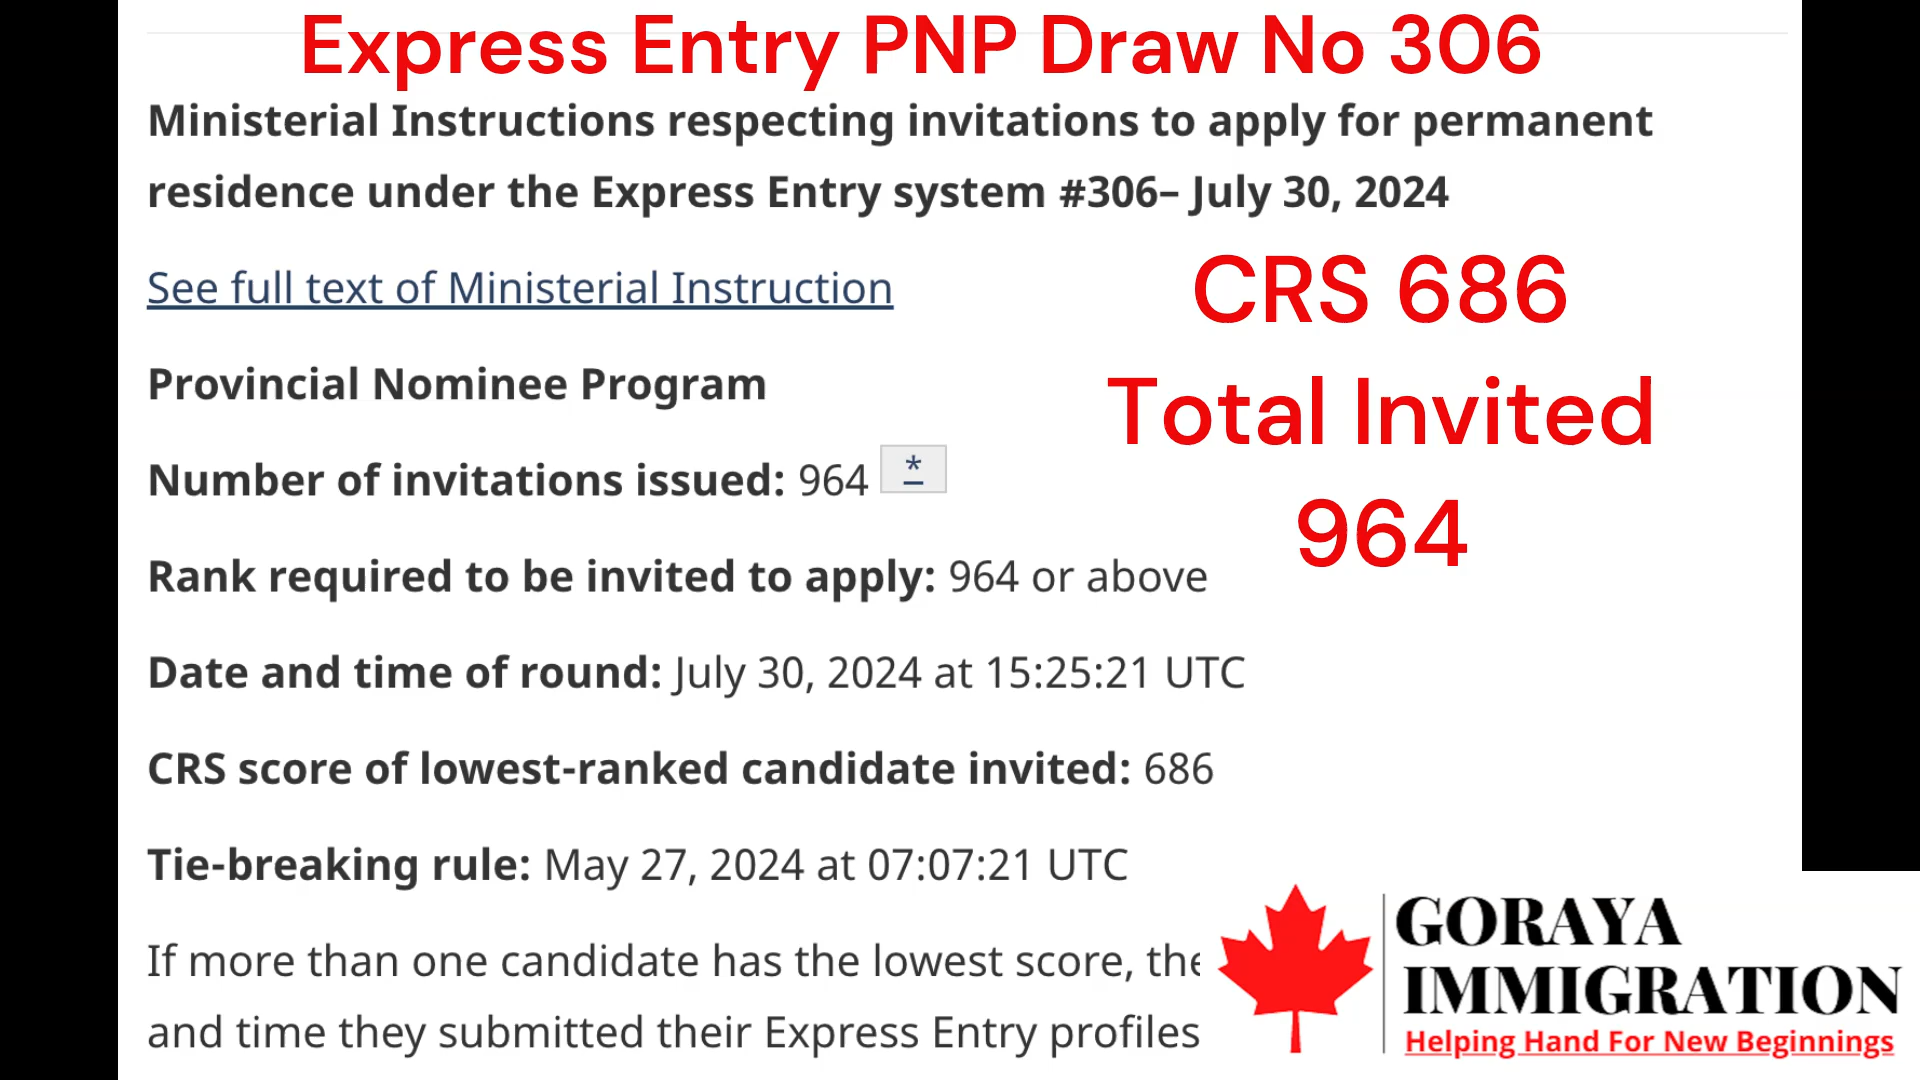 Express Entry PNP Draw No 306
Ministerial Instructions respecting invitations to apply for permanent
residence under the Express Entry system #306– July 30, 2024
See full text of Ministerial Instruction
CRS 686
Total Invited
964
Provincial Nominee Program
Number of invitations issued: 964 *
Rank required to be invited to apply: 964 or above
Date and time of round: July 30, 2024 at 15:25:21 UTC
CRS score of lowest-ranked candidate invited: 686
Tie-breaking rule: May 27, 2024 at 07:07:21 UTC
If more than one candidate has the lowest score, the
and time they submitted their Express Entry profiles
GORAYA
IMMIGRATION
Helping Hand For New Beginnings